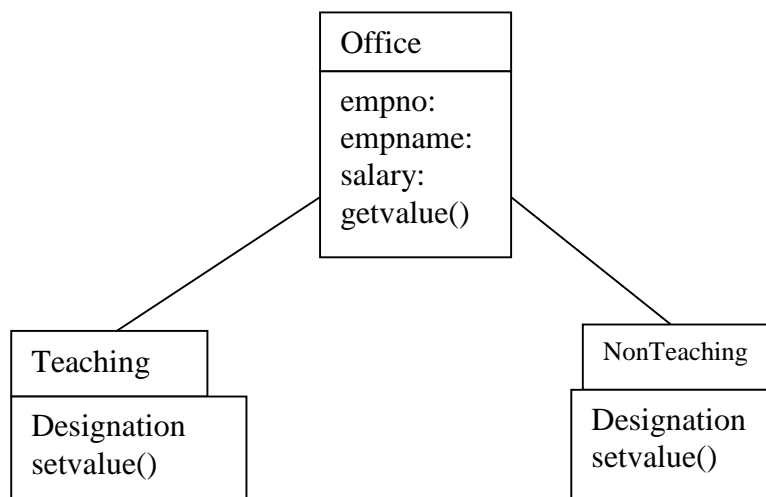 Office
empno:
empname:
salary:
getvalue()
Teaching
Designation
setvalue()
NonTeaching
Designation
setvalue()